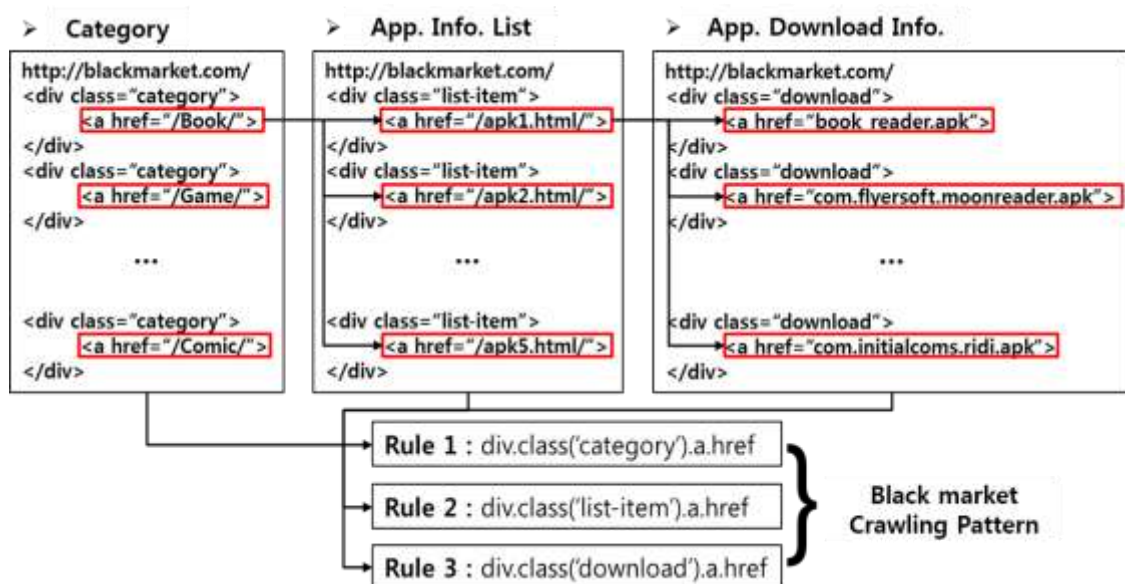 ➢ Category
http://blackmarket.com/
<div class="category">
<a href="/Book/">
</div>
<div class="category">
<a href="/Game/">
</div>
...
<div class="category">
<a href="/Comic/">
</div>
➢ App. Info. List
http://blackmarket.com/
<div class="list-item">
<a href="/apk1.html/">
</div>
<div class="list-item">
<a href="/apk2.html/">
</div>
...
<div class="list-item">
<a href="/apk5.html/">
</div>
➢ App. Download Info.
http://blackmarket.com/
<div class="download">
<a href="book_reader.apk">
</div>
<div class="download">
<a href="com.flyersoft.moonreader.apk">
</div>
...
<div class="download">
<a href="com.initialcoms.ridi.apk">
</div>
Rule 1 : div.class('category').a.href
Rule 2 : div.class('list-item').a.href
Rule 3 : div.class('download').a.href
Black market
Crawling Pattern